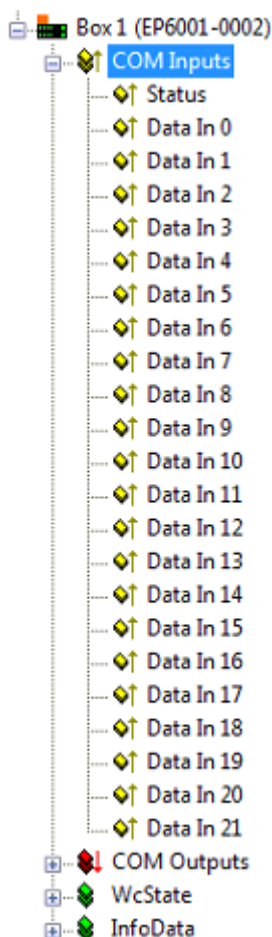 Box 1 (EP6001-0002)
COM Inputs
Status
Data In 0
Data In 1
Data In 2
Data In 3
Data In 4
Data In 5
Data In 6
Data In 7
Data In 8
Data In 9
Data In 10
Data In 11
Data In 12
Data In 13
Data In 14
Data In 15
Data In 16
Data In 17
Data In 18
Data In 19
Data In 20
Data In 21
COM Outputs
WcState
InfoData